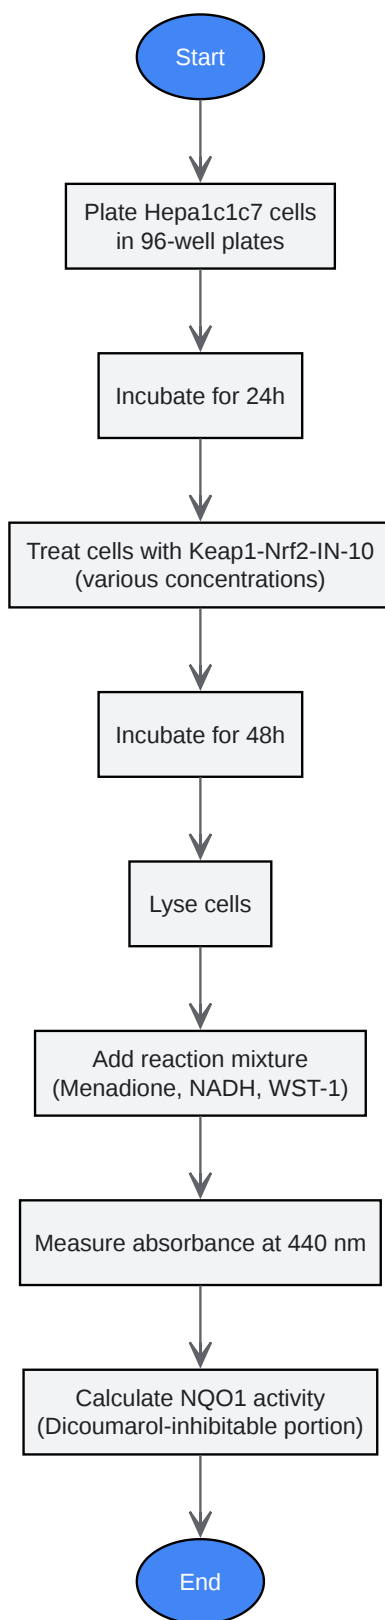 Start
Plate Hepa1c1c7 cells
in 96-well plates
Incubate for 24h
Treat cells with Keap1-Nrf2-IN-10
(various concentrations)
Incubate for 48h
Lyse cells
Add reaction mixture
(Menadione, NADH, WST-1)
Measure absorbance at 440 nm
Calculate NQO1 activity
(Dicoumarol-inhibitable portion)
End